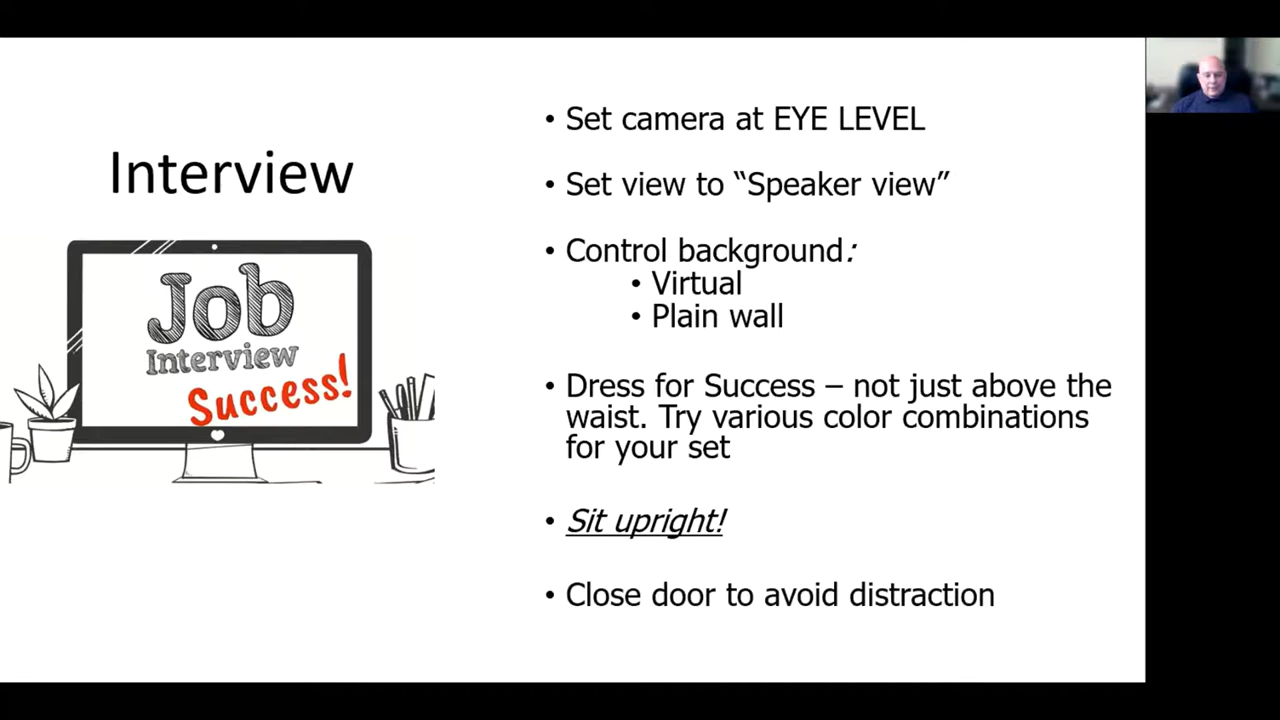 Interview
Job
Interview
Success!
• Set camera at EYE LEVEL
• Set view to “Speaker view”
• Control background:
• Virtual
• Plain wall
• Dress for Success – not just above the
waist. Try various color combinations
for your set
• Sit upright!
• Close door to avoid distraction